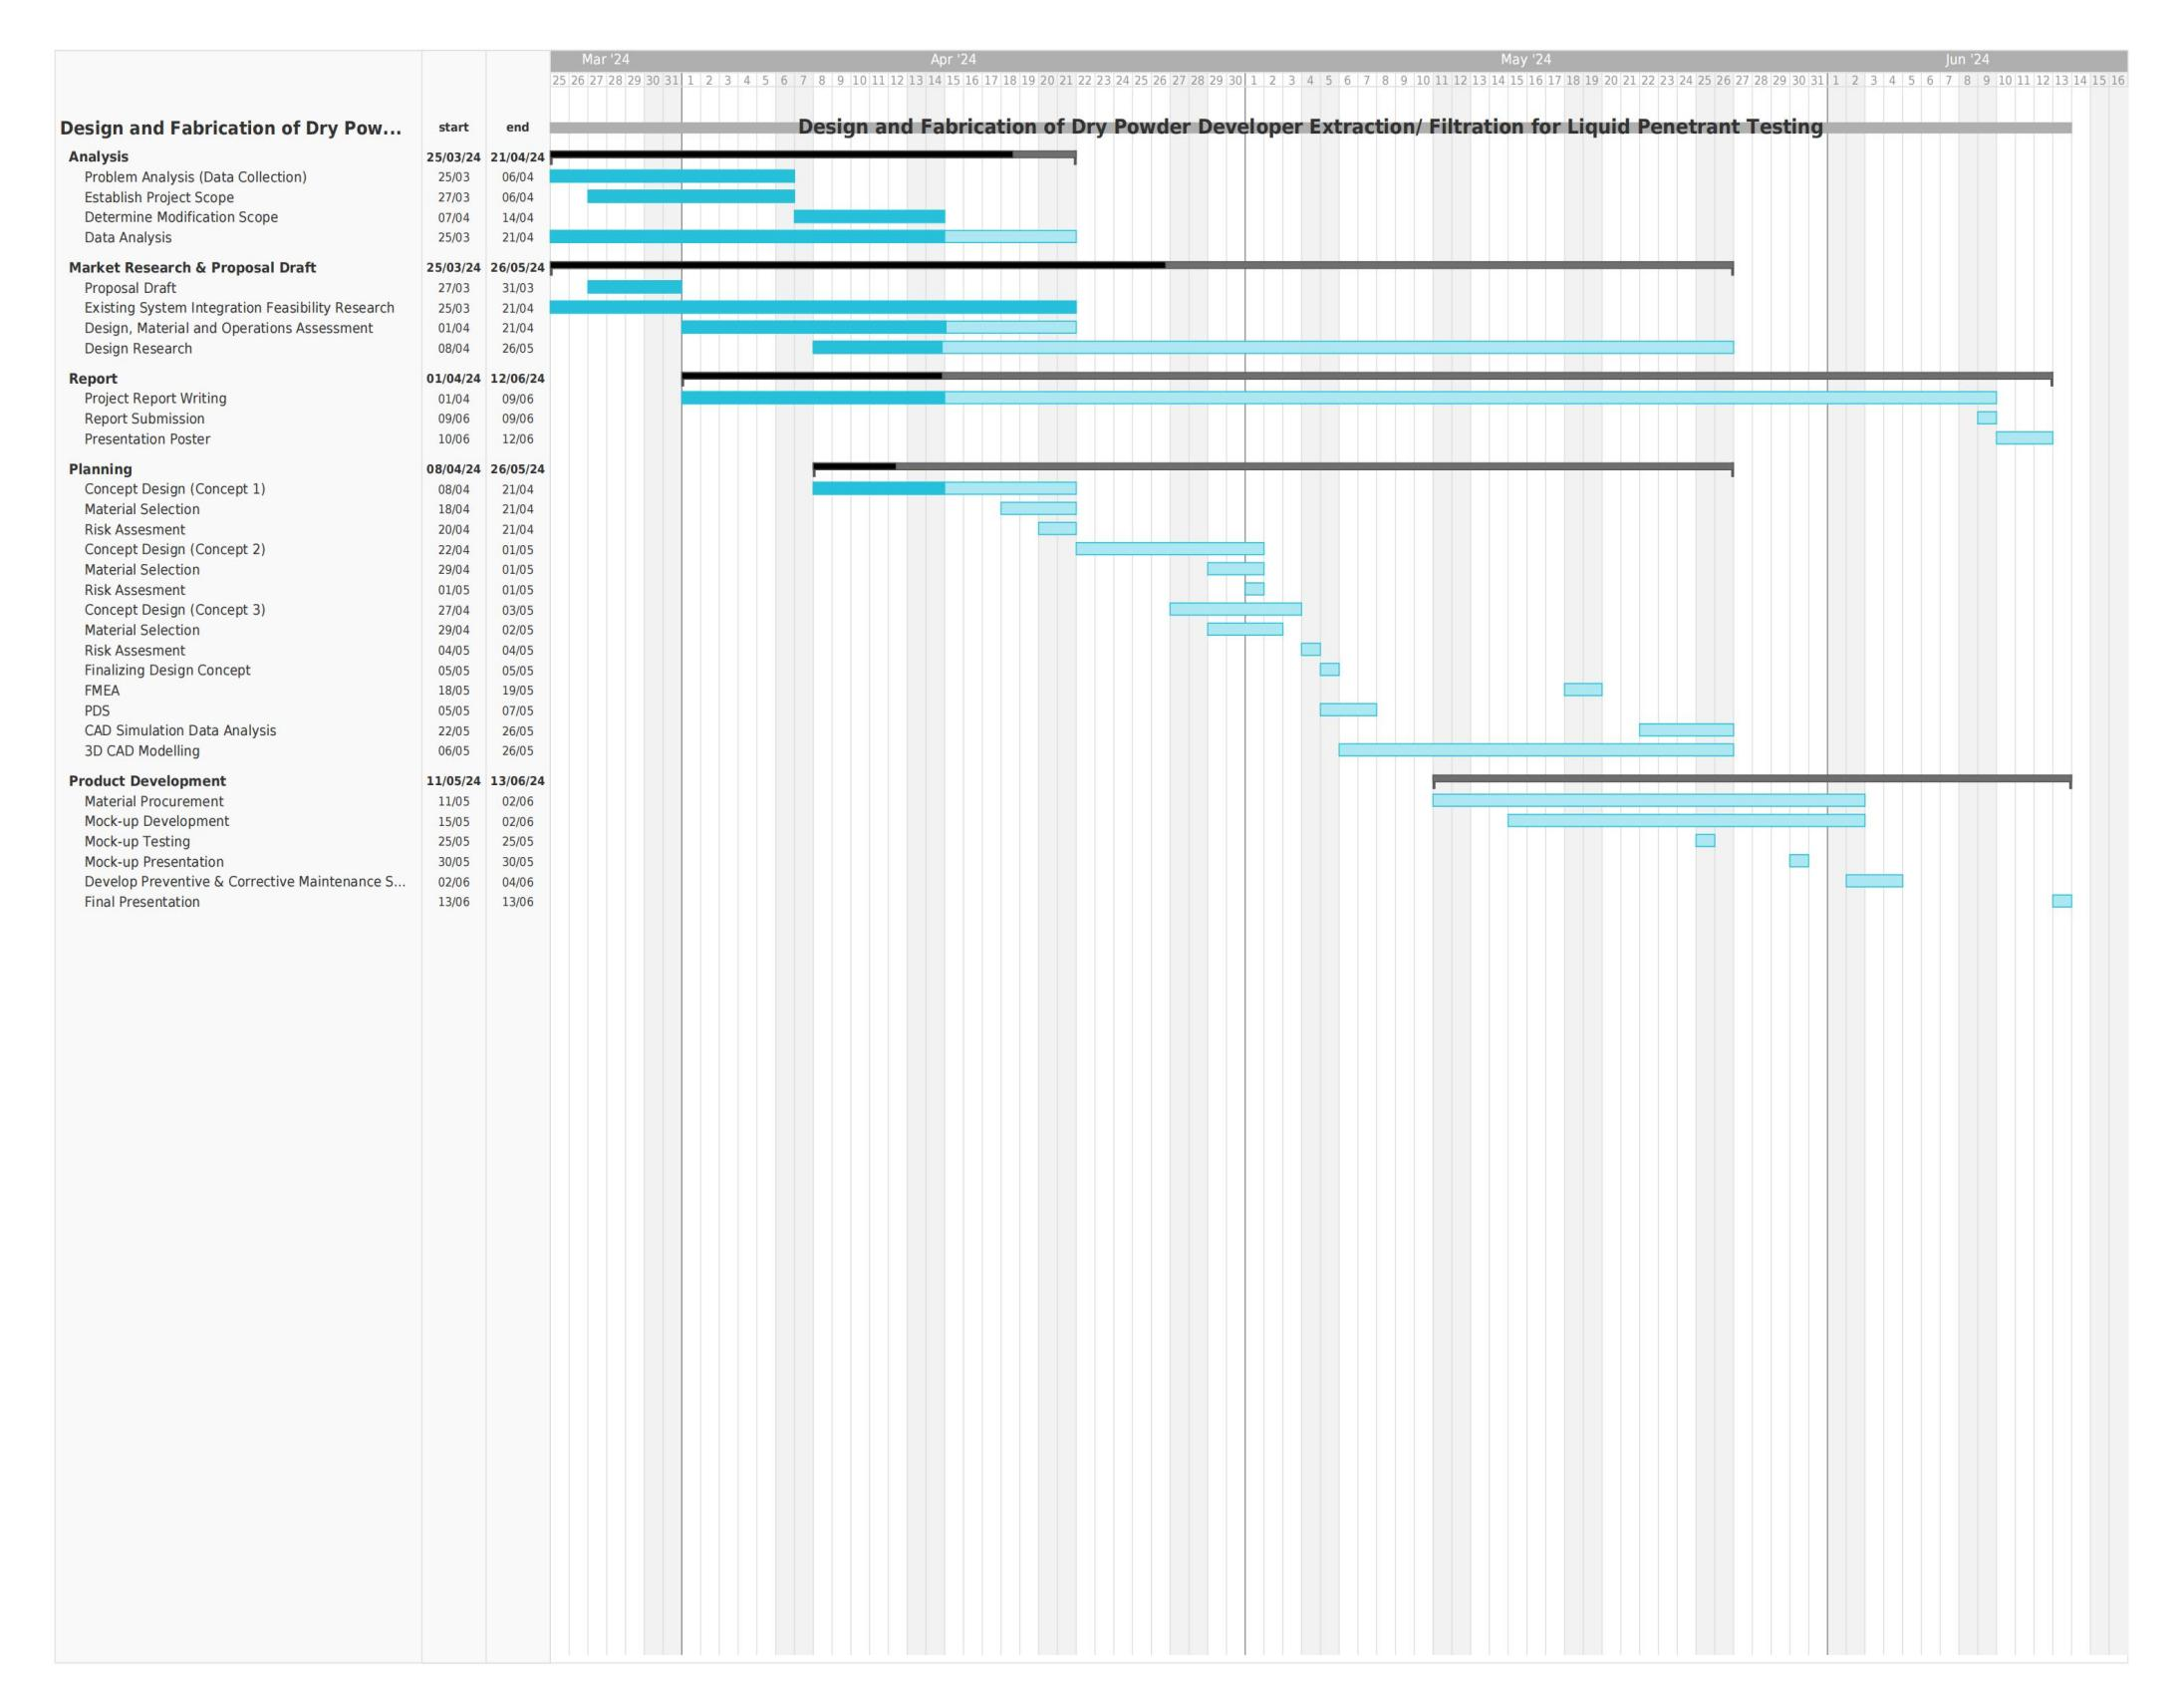 Mar '24 Apr '24 May '24 Jun '24
25 26 27 28 29 30 31 1 2 3 4 5 6 7 8 9 10 11 12 13 14 15 16 17 18 19 20 21 22 23 24 25 26 27 28 29 30 1 2 3 4 5 6 7 8 9 10 11 12 13 14 15 16 17 18 19 20 21 22 23 24 25 26 27 28 29 30 31 1 2 3 4 5 6 7 8 9 10 11 12 13 14 15 16
Design and Fabrication of Dry Pow... start end Design and Fabrication of Dry Powder Developer Extraction/ Filtration for Liquid Penetrant Testing
Analysis 25/03/24 21/04/24
Problem Analysis (Data Collection) 25/03 06/04
Establish Project Scope 27/03 06/04
Determine Modification Scope 07/04 14/04
Data Analysis 25/03 21/04
Market Research & Proposal Draft 25/03/24 26/05/24
Proposal Draft 27/03 31/03
Existing System Integration Feasibility Research 25/03 21/04
Design, Material and Operations Assessment 01/04 21/04
Design Research 08/04 26/05
Report 01/04/24 12/06/24
Project Report Writing 01/04 09/06
Report Submission 09/06 09/06
Presentation Poster 10/06 12/06
Planning 08/04/24 26/05/24
Concept Design (Concept 1) 08/04 21/04
Material Selection 18/04 21/04
Risk Assesment 20/04 21/04
Concept Design (Concept 2) 22/04 01/05
Material Selection 29/04 01/05
Risk Assesment 01/05 01/05
Concept Design (Concept 3) 27/04 03/05
Material Selection 29/04 02/05
Risk Assesment 04/05 04/05
Finalizing Design Concept 05/05 05/05
FMEA 18/05 19/05
PDS 05/05 07/05
CAD Simulation Data Analysis 22/05 26/05
3D CAD Modelling 06/05 26/05
Product Development 11/05/24 13/06/24
Material Procurement 11/05 02/06
Mock-up Development 15/05 02/06
Mock-up Testing 25/05 25/05
Mock-up Presentation 30/05 30/05
Develop Preventive & Corrective Maintenance S... 02/06 04/06
Final Presentation 13/06 13/06